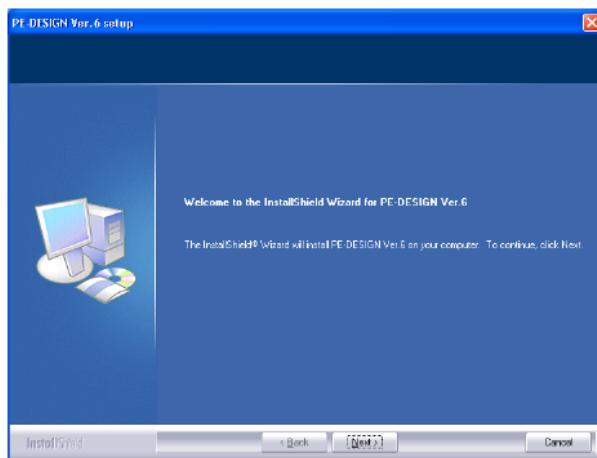 PE-DESIGN Ver.6 setup
Welcome to the InstallShield Wizard for PE-DESIGN Ver.6
The InstallShield® Wizard will install PE-DESIGN Ver.6 on your computer. To continue, click Next.
InstallShield
< Back
Next >
Cancel